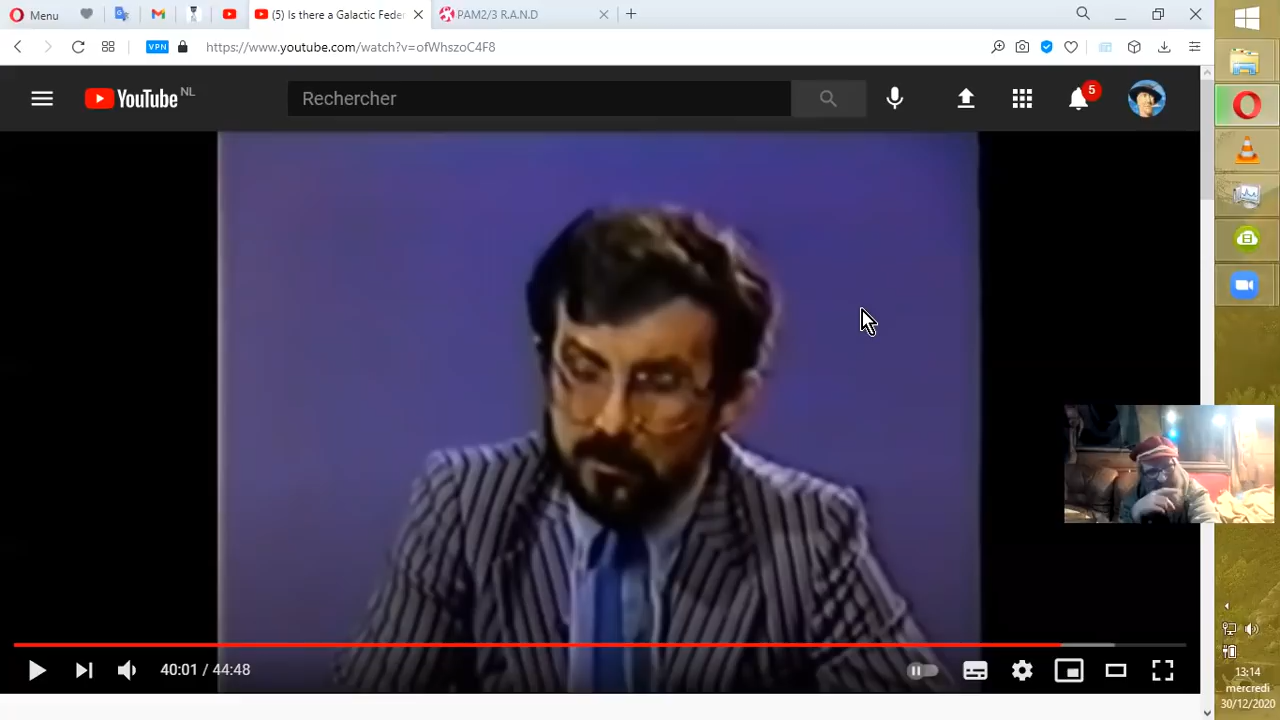 Menu
(5) Is there a Galactic Feder
PAM2/3 R.A.N.D
VPN
https://www.youtube.com/watch?v=ofWhszoC4F8
YouTube NL
Rechercher
5
40:01 / 44:48
13:14
mercredi
30/12/2020